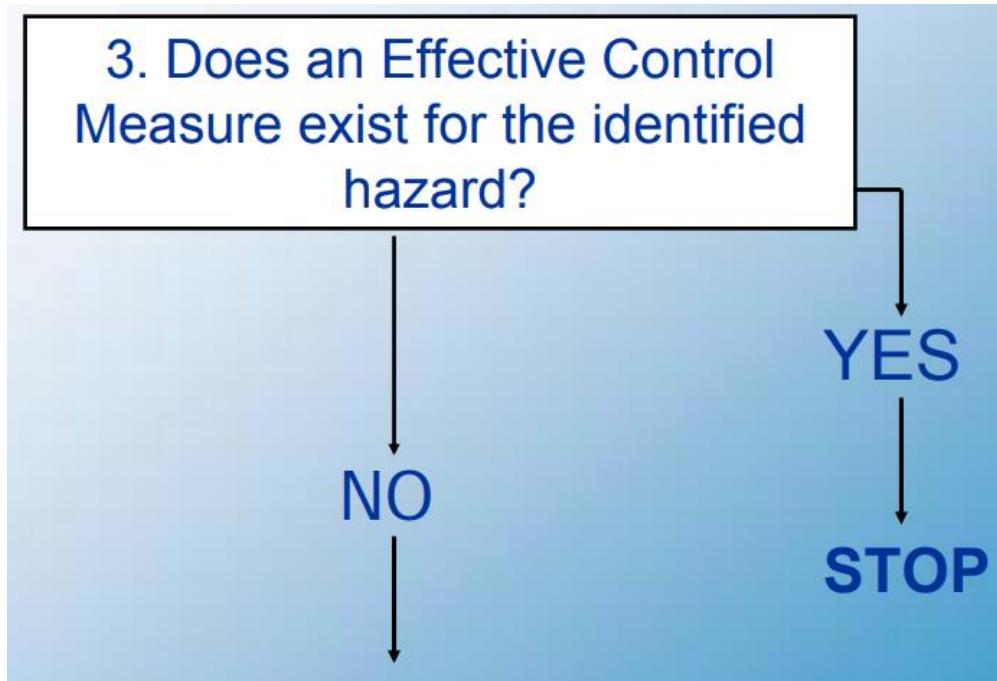 3. Does an Effective Control
Measure exist for the identified
hazard?
YES
NO
STOP